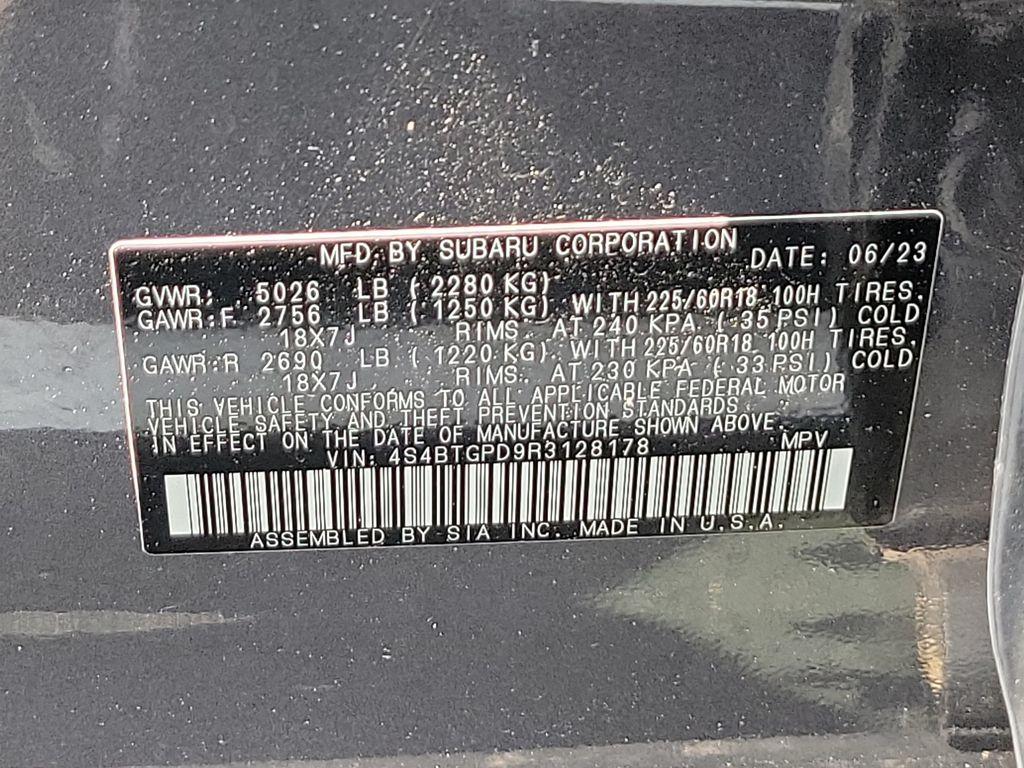 MFD BY SUBARU CORPORATION DATE: 06/23
GVWR: 5026 LB ( 2280 KG)
GAWR:F 2756 LB ( 1250 KG) WITH 225/60R18 100H TIRES,
18X7J RIMS. AT 240 KPA ( 35 PSI) COLD
GAWR:R 2690 LB ( 1220 KG) WITH 225/60R18 100H TIRES,
18X7J RIMS. AT 230 KPA ( 33 PSI) COLD
THIS VEHICLE CONFORMS TO ALL APPLICABLE FEDERAL MOTOR
VEHICLE SAFETY AND THEFT PREVENTION STANDARDS
IN EFFECT ON THE DATE OF MANUFACTURE SHOWN ABOVE.
VIN: 4S4BTGPD9R3128178 MPV
ASSEMBLED BY SIA INC. MADE IN U.S.A.